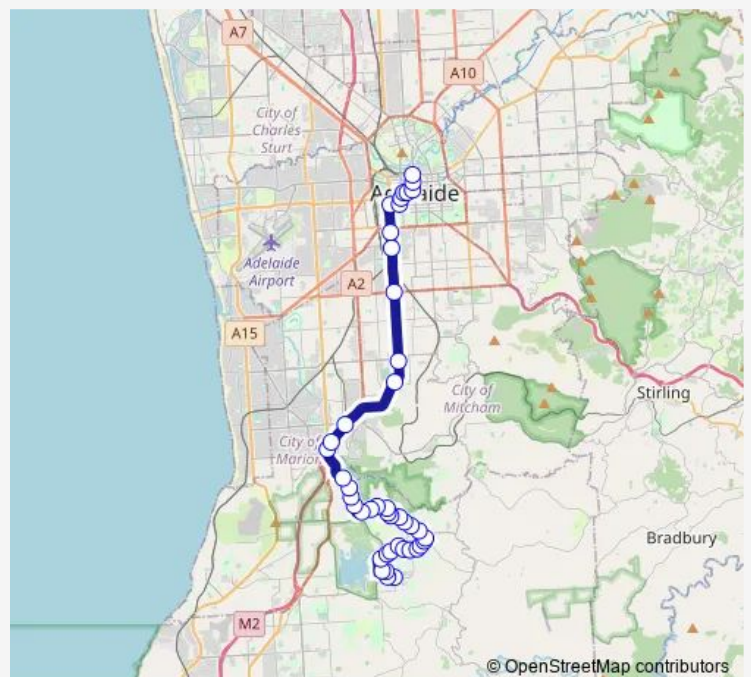 A7
A10
City of
Charles
Sturt
Adelaide
Adelaide
Airport
A2
A15
City of
Mitcham
Stirling
City of
Marion
Bradbury
M2
© OpenStreetMap contributors